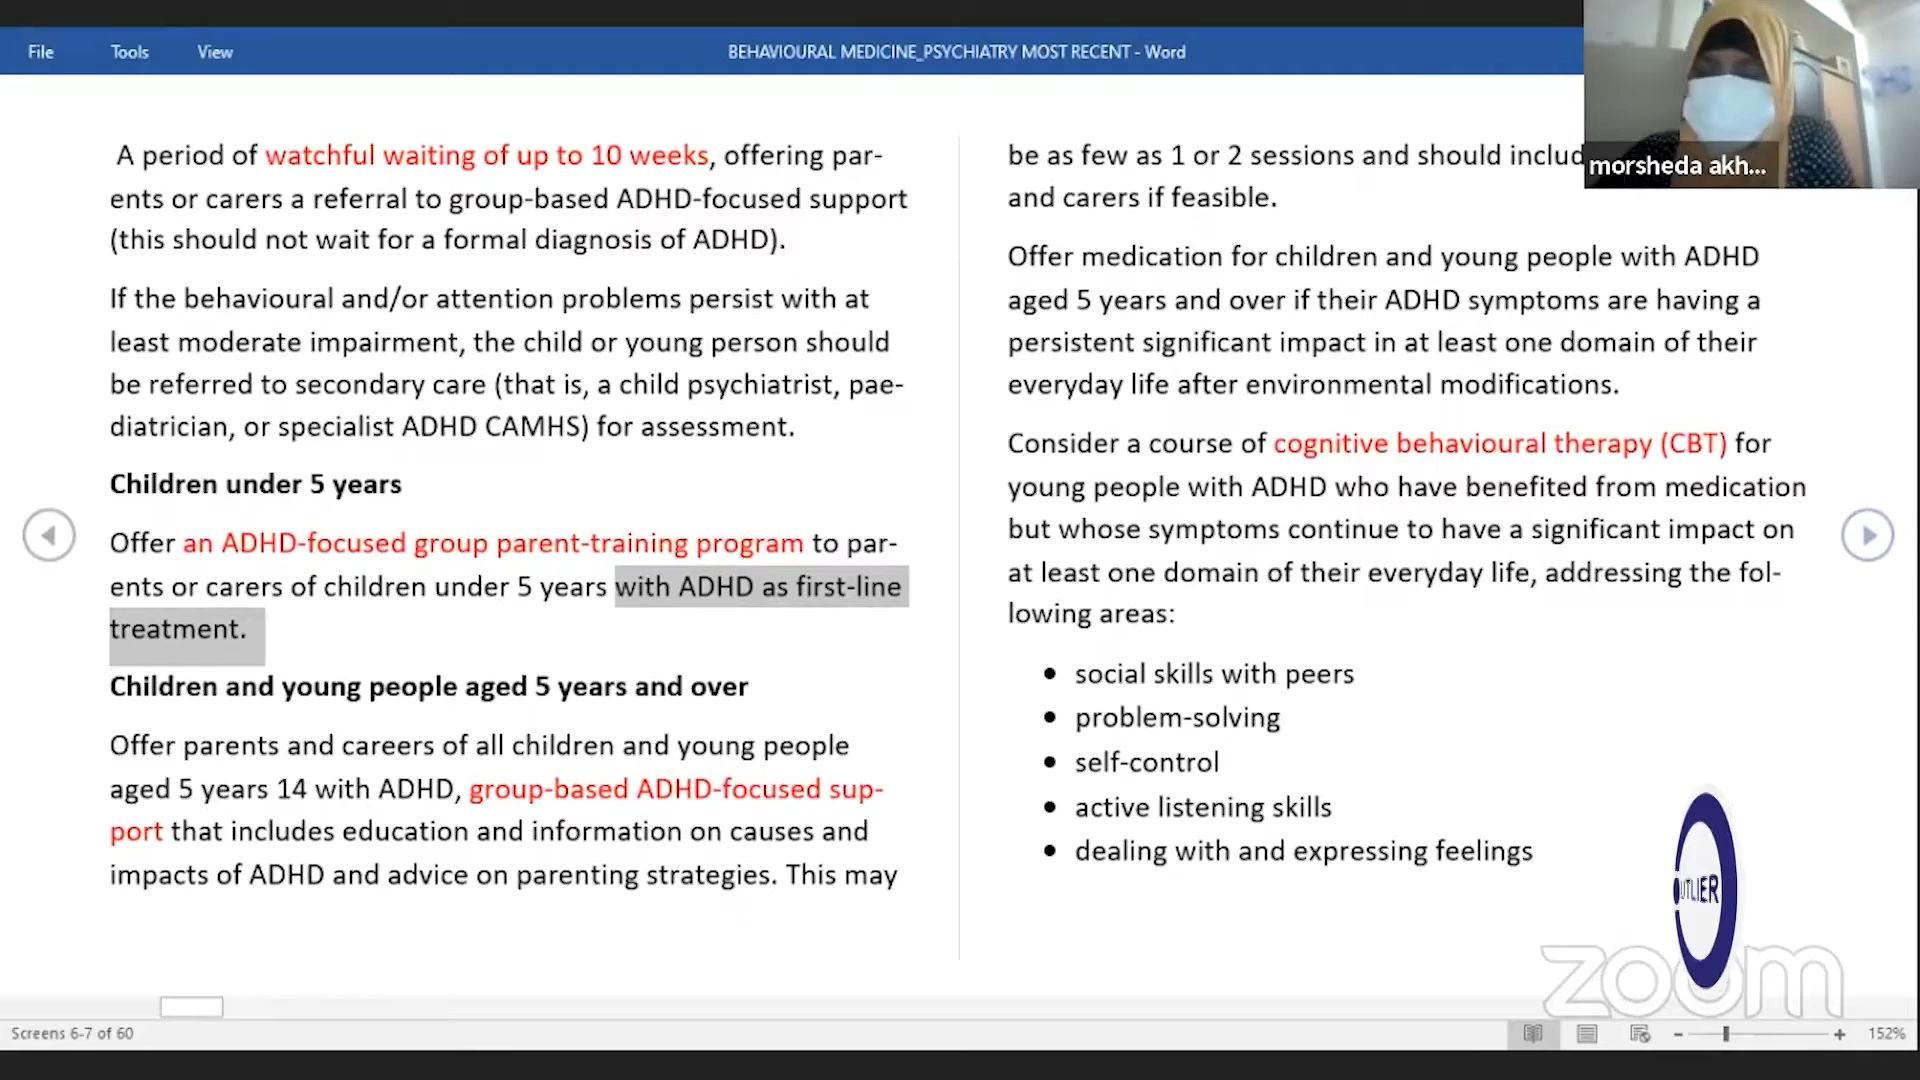 File Tools View BEHAVIOURAL MEDICINE_PSYCHIATRY MOST RECENT - Word
morsheda akh...
A period of watchful waiting of up to 10 weeks, offering par-
ents or carers a referral to group-based ADHD-focused support
(this should not wait for a formal diagnosis of ADHD).
If the behavioural and/or attention problems persist with at
least moderate impairment, the child or young person should
be referred to secondary care (that is, a child psychiatrist, pae-
diatrician, or specialist ADHD CAMHS) for assessment.
Children under 5 years
Offer an ADHD-focused group parent-training program to par-
ents or carers of children under 5 years with ADHD as first-line
treatment.
Children and young people aged 5 years and over
Offer parents and careers of all children and young people
aged 5 years 14 with ADHD, group-based ADHD-focused sup-
port that includes education and information on causes and
impacts of ADHD and advice on parenting strategies. This may
be as few as 1 or 2 sessions and should includ
and carers if feasible.
Offer medication for children and young people with ADHD
aged 5 years and over if their ADHD symptoms are having a
persistent significant impact in at least one domain of their
everyday life after environmental modifications.
Consider a course of cognitive behavioural therapy (CBT) for
young people with ADHD who have benefited from medication
but whose symptoms continue to have a significant impact on
at least one domain of their everyday life, addressing the fol-
lowing areas:
• social skills with peers
• problem-solving
• self-control
• active listening skills
• dealing with and expressing feelings
OUTLIER
zoom
Screens 6-7 of 60
152%